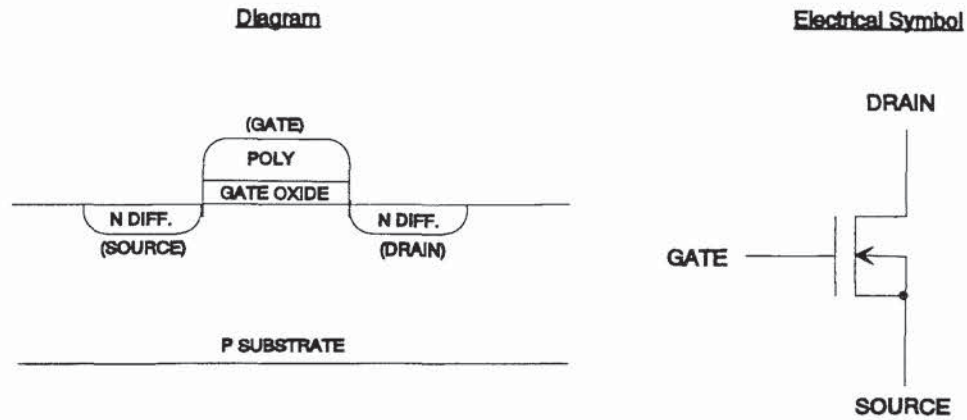 Diagram
Electrical Symbol
(GATE)
POLY
GATE OXIDE
N DIFF.
N DIFF.
(SOURCE)
(DRAIN)
P SUBSTRATE
DRAIN
GATE
SOURCE